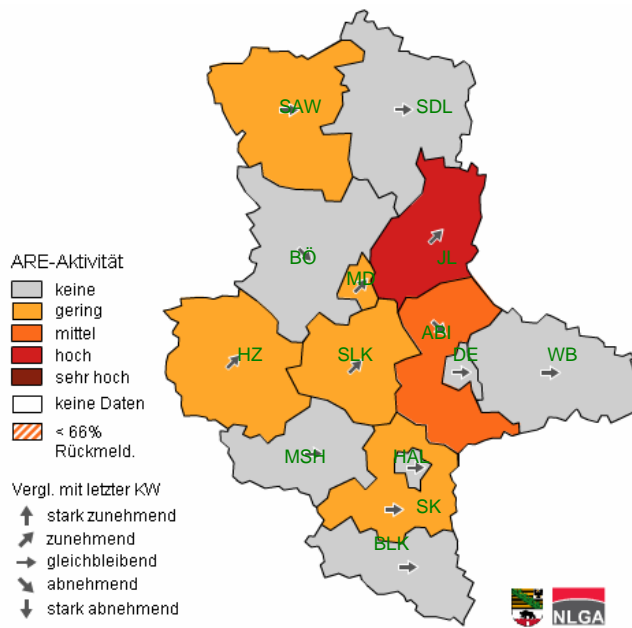 SAW
SDL
BÖ
MD
JL
HZ
SLK
ABI
DE
WB
MSH
HAL
SK
BLK
ARE-Aktivität
keine
gering
mittel
hoch
sehr hoch
keine Daten
< 66%
Rückmeld.
Vergl. mit letzter KW
stark zunehmend
zunehmend
gleichbleibend
abnehmend
stark abnehmend
NLGA